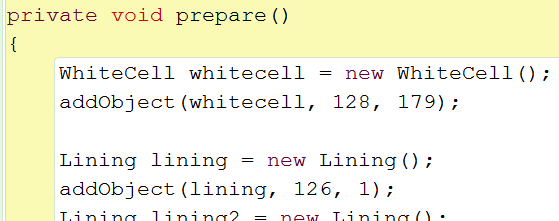 private void prepare()
{
WhiteCell whitecell = new WhiteCell();
addObject(whitecell, 128, 179);
Lining lining = new Lining();
addObject(lining, 126, 1);
Lining lining2 = new Lining();